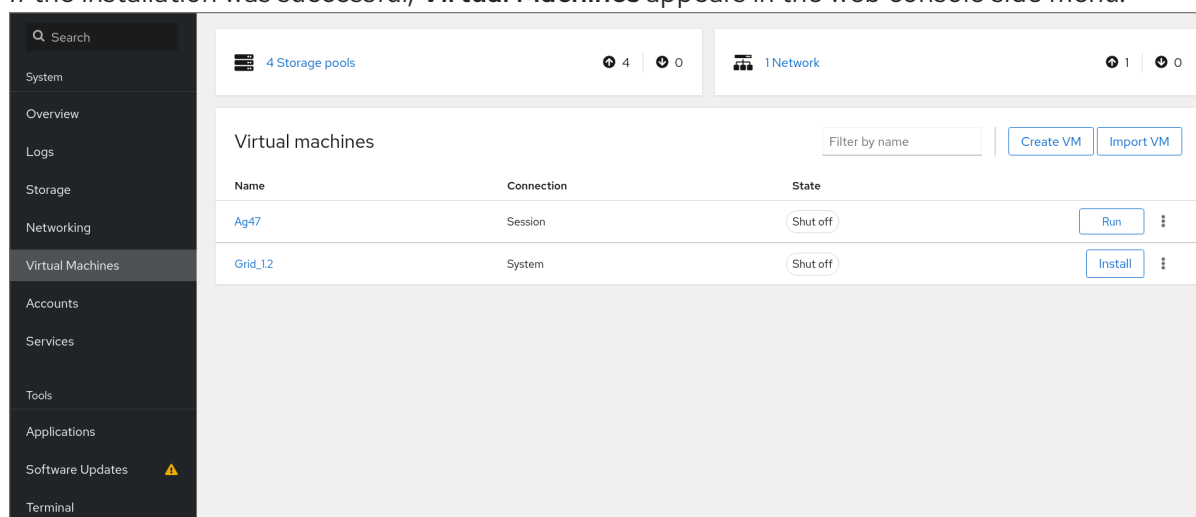 If the installation was successful, Virtual Machines appears in the web console side menu.
Search
System
Overview
Logs
Storage
Networking
Virtual Machines
Accounts
Services
Tools
Applications
Software Updates
Terminal
4 Storage pools 4 0
1 Network 1 0
Virtual machines Filter by name Create VM Import VM
Name Connection State
Ag47 Session Shut off Run
Grid_1.2 System Shut off Install